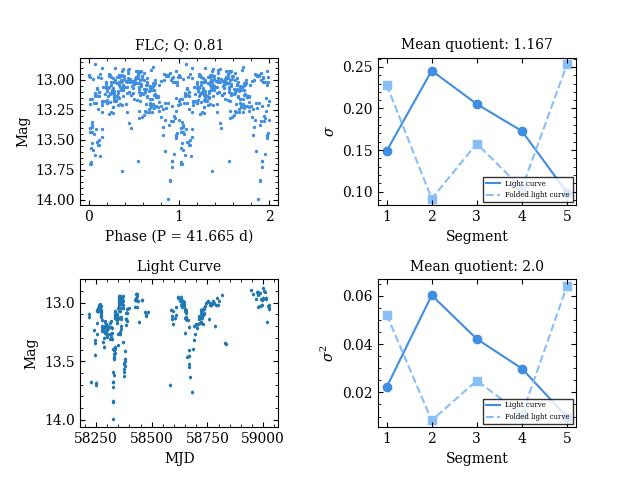 FLC; Q: 0.81
Mag
13.00
13.25
13.50
13.75
14.00
0
1
2
Phase (P = 41.665 d)
Mean quotient: 1.167
σ
0.25
0.20
0.15
0.10
Light curve
Folded light curve
1
2
3
4
5
Segment
Light Curve
Mag
13.0
13.5
14.0
58250
58500
58750
59000
MJD
Mean quotient: 2.0
σ²
0.06
0.04
0.02
Light curve
Folded light curve
1
2
3
4
5
Segment